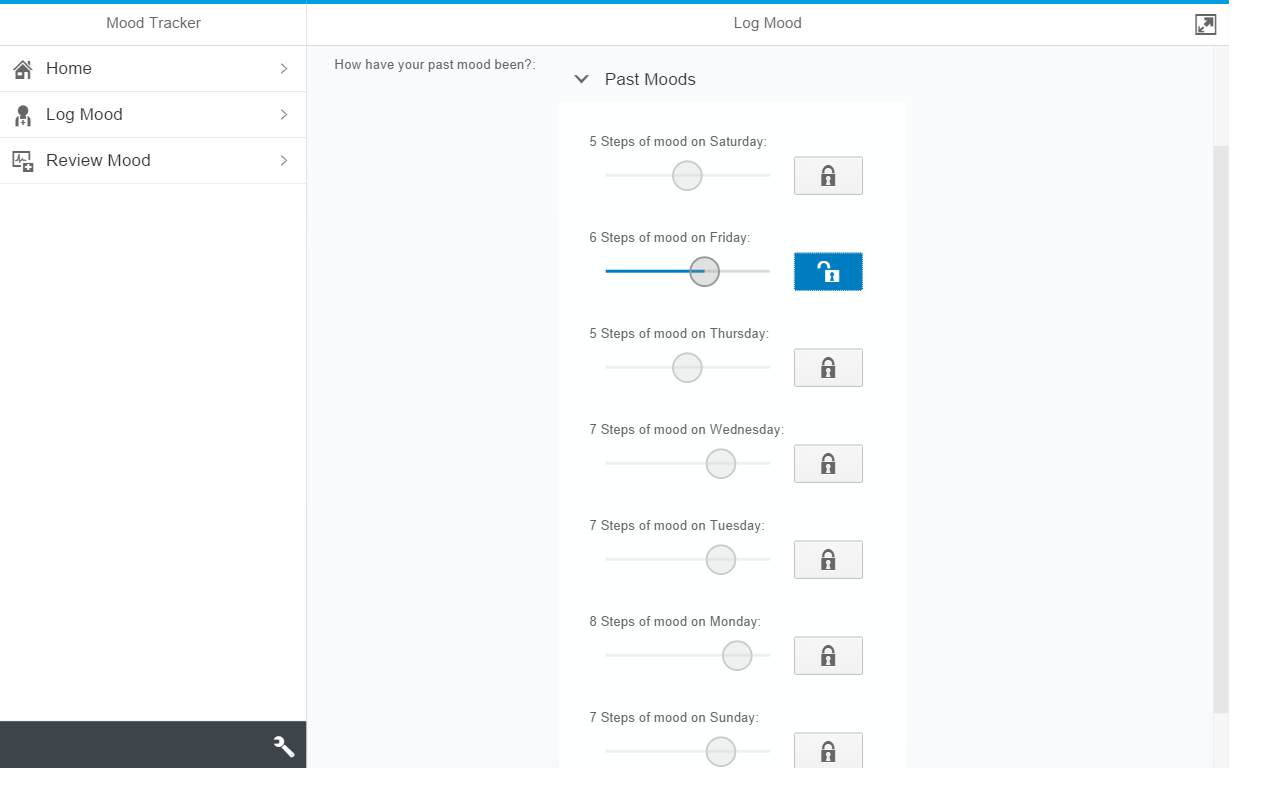 Mood Tracker
Log Mood
Home
Log Mood
Review Mood
How have your past mood been?:
Past Moods
5 Steps of mood on Saturday:
6 Steps of mood on Friday:
5 Steps of mood on Thursday:
7 Steps of mood on Wednesday:
7 Steps of mood on Tuesday:
8 Steps of mood on Monday:
7 Steps of mood on Sunday: